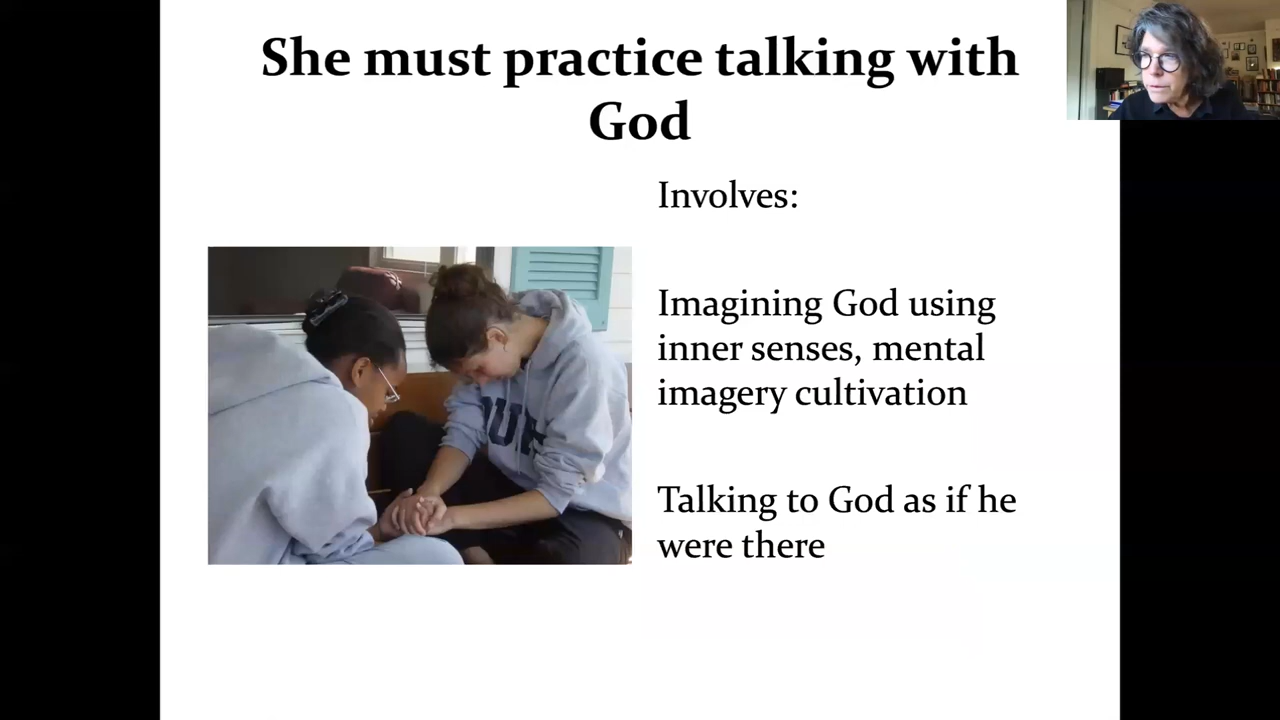 She must practice talking with
God
Involves:
Imagining God using
inner senses, mental
imagery cultivation
Talking to God as if he
were there